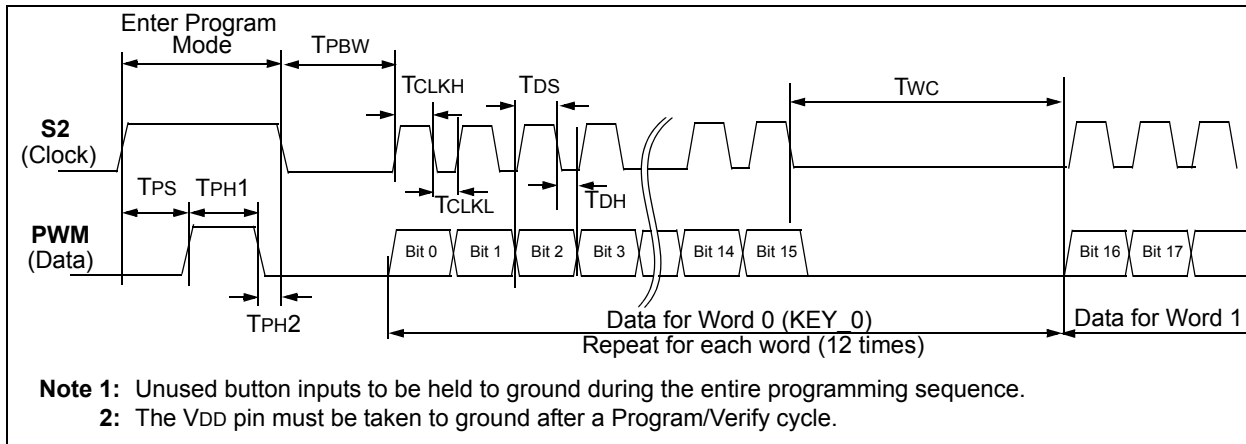 Enter Program
Mode
TPBW
TCLKH
TDS
TWC
S2
(Clock)
TPS
TPH1
TCLKL
TDH
PWM
(Data)
Bit 0
Bit 1
Bit 2
Bit 3
Bit 14
Bit 15
Bit 16
Bit 17
TPH2
Data for Word 0 (KEY_0)
Repeat for each word (12 times)
Data for Word 1
Note 1: Unused button inputs to be held to ground during the entire programming sequence.
2: The VDD pin must be taken to ground after a Program/Verify cycle.